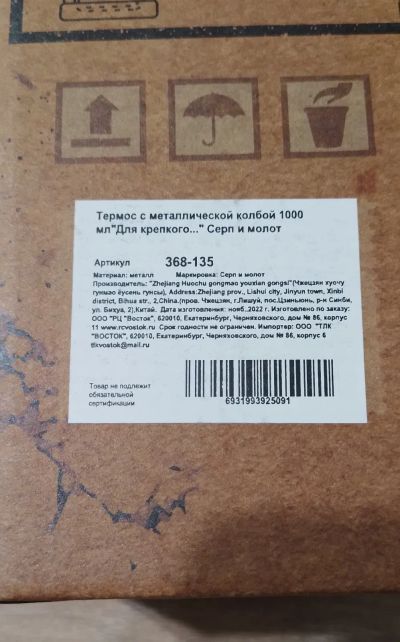 Термос с металлической колбой 1000
мл"Для крепкого..." Серп и молот
Артикул 368-135
Материал: металл Маркировка: Серп и молот
Производитель: "Zhejiang Huochu gongmao youxian gongsi"(Чжецзян хуочу
гунмао ёусень гунсы), Address:Zhejiang prov., Lishui city, Jinyun town, Xinbi
district, Bihua str., 2,China.(пров. Чжецзян, г.Лишуй, пос.Цзиньюнь, р-н Синби,
ул. Бихуа, 2),Китай. Дата изготовления: нояб..2022 г. Изготовлено по заказу:
ООО "РЦ "Восток", 620010, Екатеринбург, Черняховского, дом № 86, корпус
11 www.rcvostok.ru Срок годности не ограничен. Импортер: ООО "ТЛК
"ВОСТОК", 620010, Екатеринбург, Черняховского, дом № 86, корпус 6
tlkvostok@mail.ru
Товар не подлежит
обязательной
сертификации
6931993925091